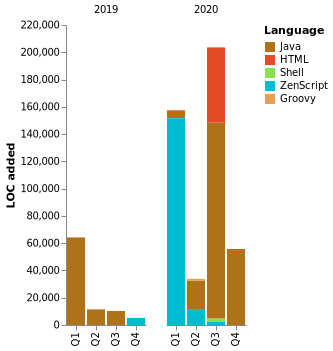 2019 2020
Language
Java
HTML
Shell
ZenScript
Groovy
LOC added
220,000
200,000
180,000
160,000
140,000
120,000
100,000
80,000
60,000
40,000
20,000
0
Q1 Q2 Q3 Q4 Q1 Q2 Q3 Q4